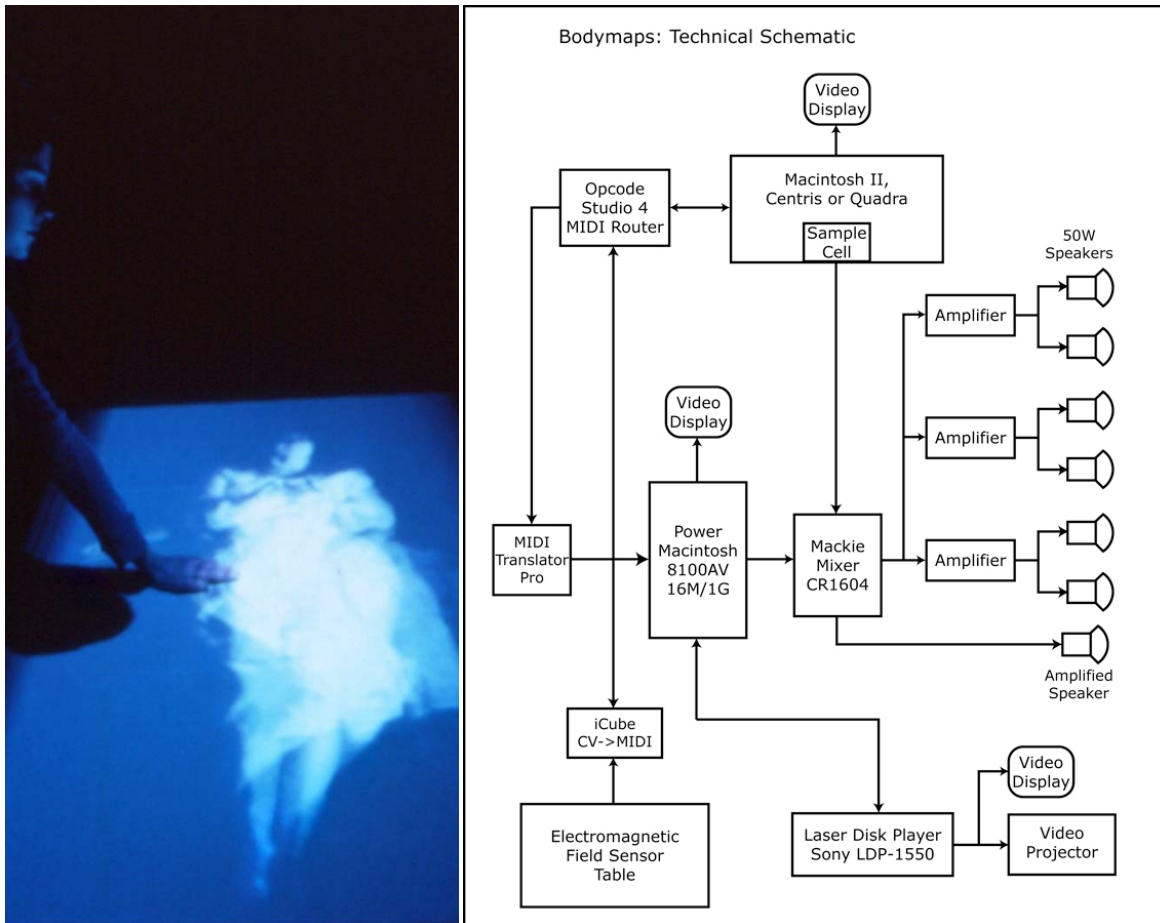 Bodymaps: Technical Schematic
Video
Display
Opcode
Studio 4
MIDI Router
Macintosh II,
Centris or Quadra
Sample
Cell
50W
Speakers
Amplifier
Video
Display
Amplifier
MIDI
Translator
Pro
Power
Macintosh
8100AV
16M/1G
Mackie
Mixer
CR1604
Amplifier
Amplified
Speaker
iCube
CV->MIDI
Video
Display
Electromagnetic
Field Sensor
Table
Laser Disk Player
Sony LDP-1550
Video
Projector